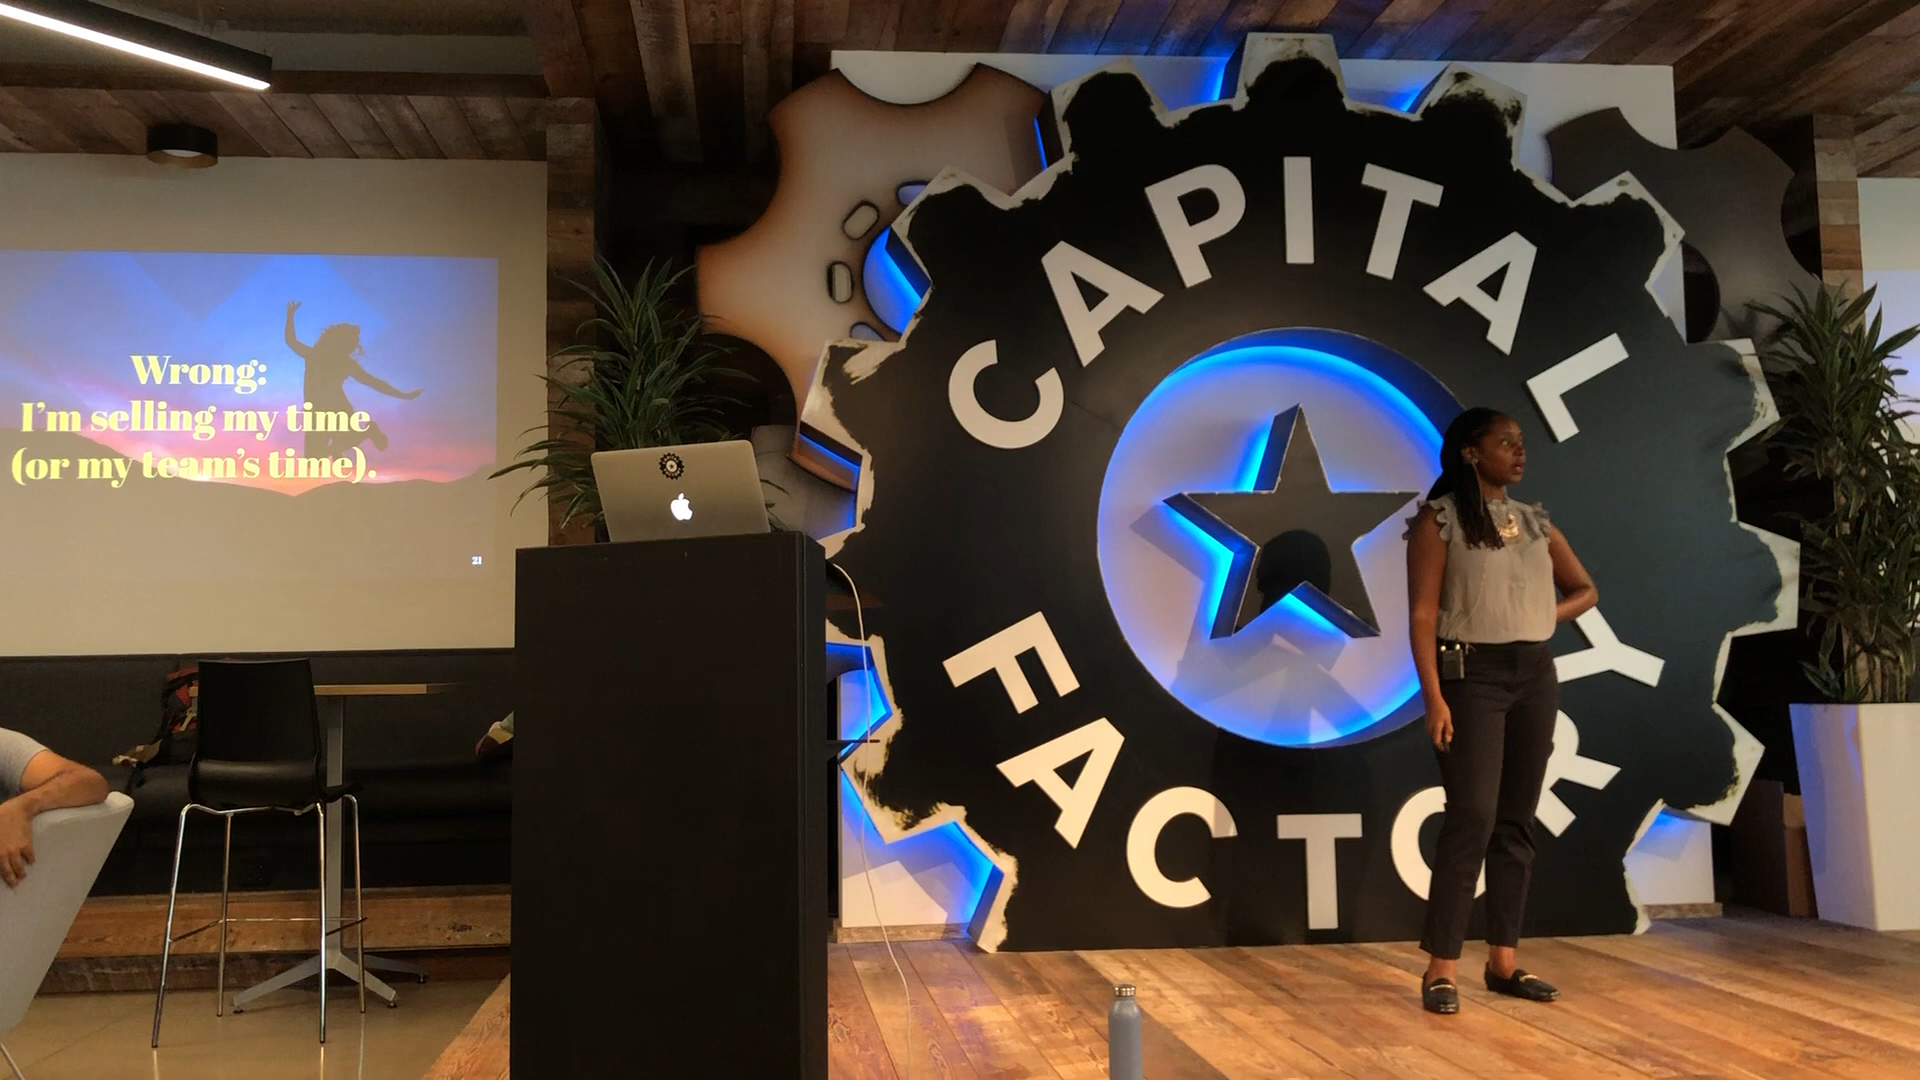 Wrong:
I'm selling my time
(or my team's time).
21
CAPITAL
FACTORY